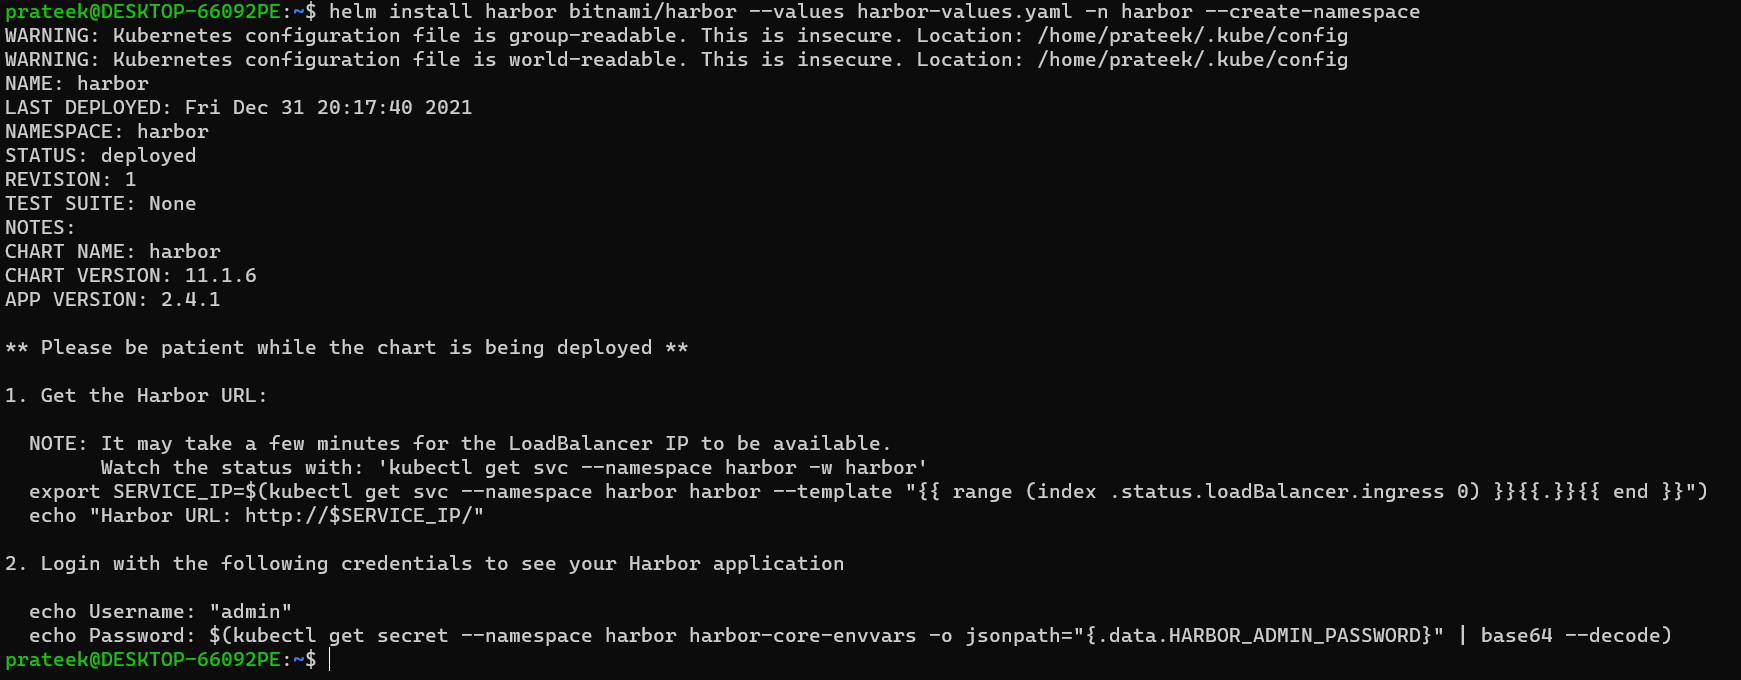 prateek@DESKTOP-66092PE:~$ helm install harbor bitnami/harbor --values harbor-values.yaml -n harbor --create-namespace
WARNING: Kubernetes configuration file is group-readable. This is insecure. Location: /home/prateek/.kube/config
WARNING: Kubernetes configuration file is world-readable. This is insecure. Location: /home/prateek/.kube/config
NAME: harbor
LAST DEPLOYED: Fri Dec 31 20:17:40 2021
NAMESPACE: harbor
STATUS: deployed
REVISION: 1
TEST SUITE: None
NOTES:
CHART NAME: harbor
CHART VERSION: 11.1.6
APP VERSION: 2.4.1

** Please be patient while the chart is being deployed **

1. Get the Harbor URL:

  NOTE: It may take a few minutes for the LoadBalancer IP to be available.
        Watch the status with: 'kubectl get svc --namespace harbor -w harbor'
  export SERVICE_IP=$(kubectl get svc --namespace harbor harbor --template "{{ range (index .status.loadBalancer.ingress 0) }}{{.}}{{ end }}")
  echo "Harbor URL: http://$SERVICE_IP/"

2. Login with the following credentials to see your Harbor application

  echo Username: "admin"
  echo Password: $(kubectl get secret --namespace harbor harbor-core-envvars -o jsonpath="{.data.HARBOR_ADMIN_PASSWORD}" | base64 --decode)
prateek@DESKTOP-66092PE:~$